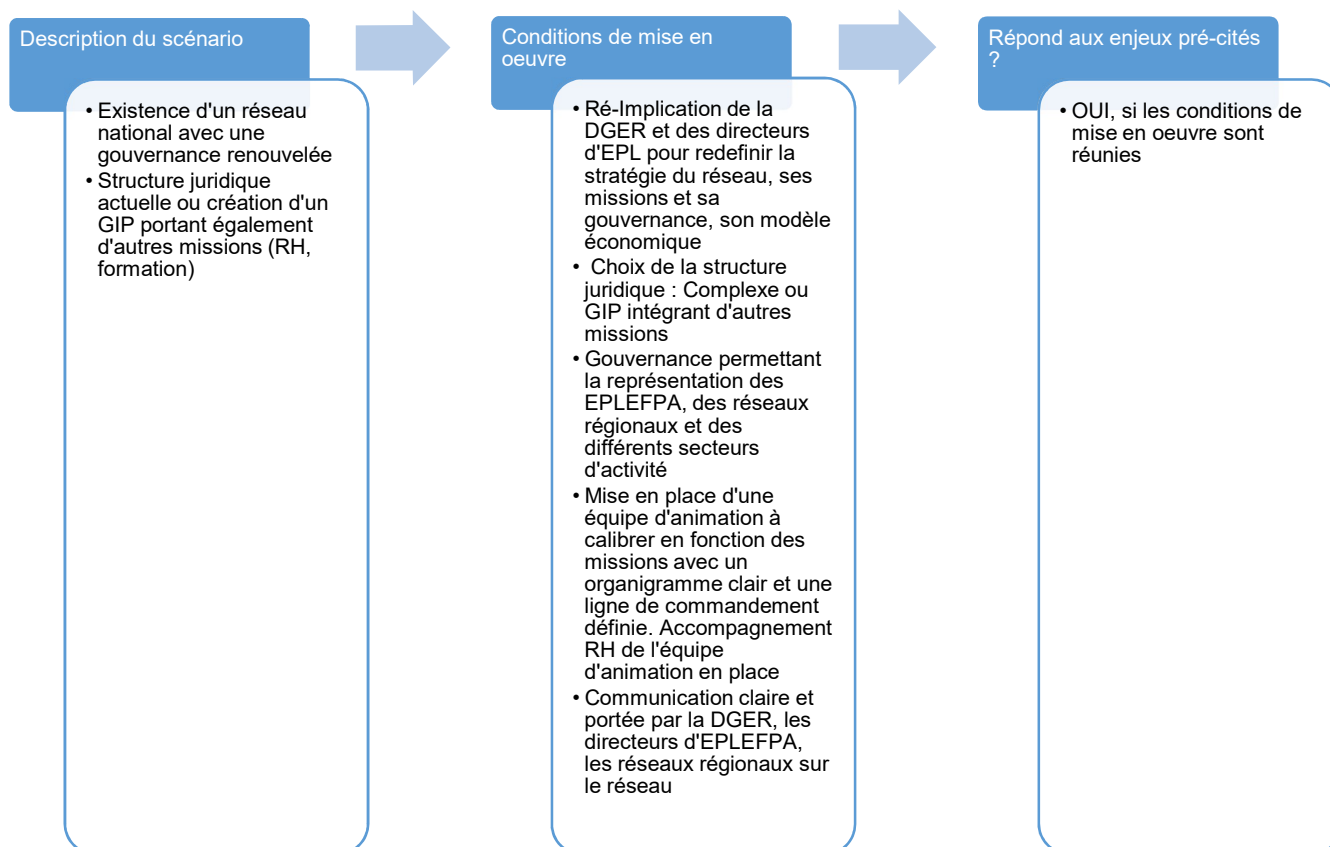 Description du scénario
• Existence d'un réseau
national avec une
gouvernance renouvelée
• Structure juridique
actuelle ou création d'un
GIP portant également
d'autres missions (RH,
formation)
Conditions de mise en
oeuvre
• Ré-Implication de la
DGER et des directeurs
d'EPL pour redefinir la
stratégie du réseau, ses
missions et sa
gouvernance, son modèle
économique
• Choix de la structure
juridique : Complexe ou
GIP intégrant d'autres
missions
• Gouvernance permettant
la représentation des
EPLEFPA, des réseaux
régionaux et des
différents secteurs
d'activité
• Mise en place d'une
équipe d'animation à
calibrer en fonction des
missions avec un
organigramme clair et une
ligne de commandement
définie. Accompagnement
RH de l'équipe
d'animation en place
• Communication claire et
portée par la DGER, les
directeurs d'EPLEFPA,
les réseaux régionaux sur
le réseau
Répond aux enjeux pré-cités
?
• OUI, si les conditions de
mise en oeuvre sont
réunies